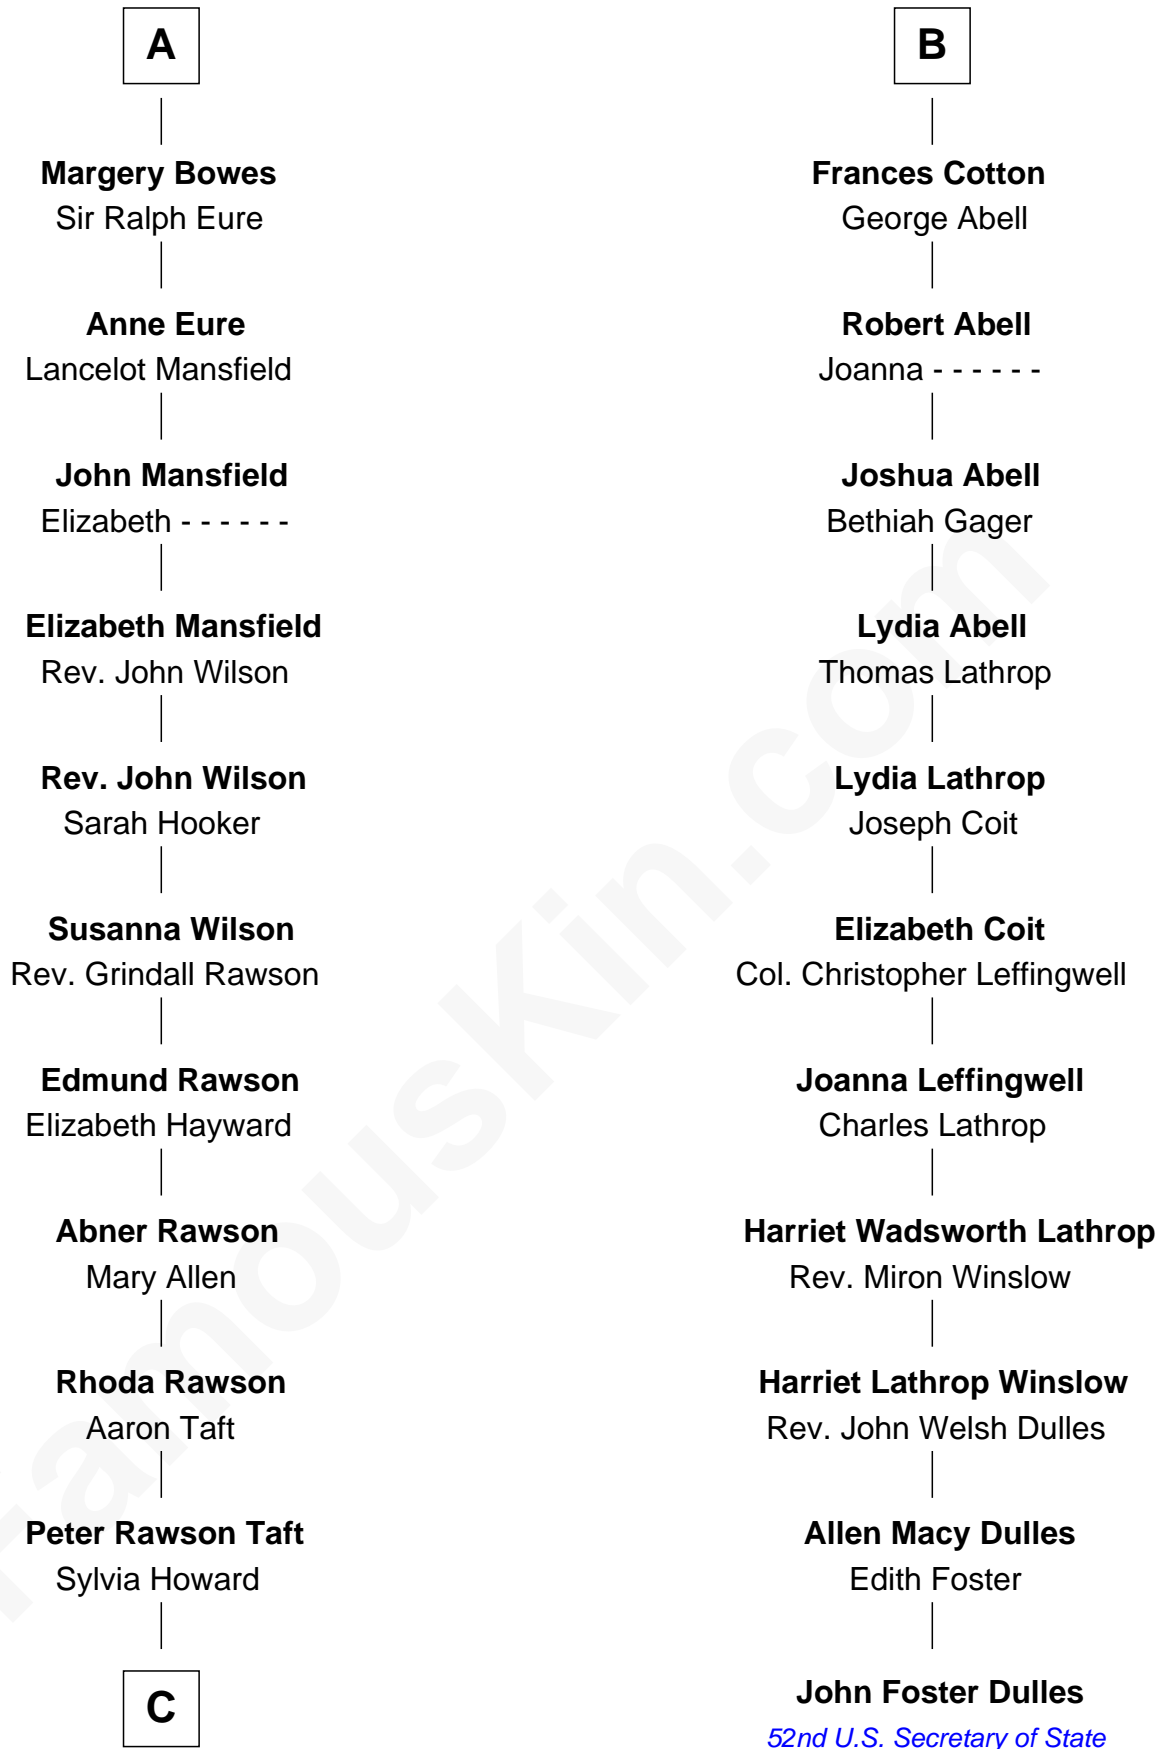 A
Margery Bowes
Sir Ralph Eure
Anne Eure
Lancelot Mansfield
John Mansfield
Elizabeth - - - - - -
Elizabeth Mansfield
Rev. John Wilson
Rev. John Wilson
Sarah Hooker
Susanna Wilson
Rev. Grindall Rawson
Edmund Rawson
Elizabeth Hayward
Abner Rawson
Mary Allen
Rhoda Rawson
Aaron Taft
Peter Rawson Taft
Sylvia Howard
C
B
Frances Cotton
George Abell
Robert Abell
Joanna - - - - - -
Joshua Abell
Bethiah Gager
Lydia Abell
Thomas Lathrop
Lydia Lathrop
Joseph Coit
Elizabeth Coit
Col. Christopher Leffingwell
Joanna Leffingwell
Charles Lathrop
Harriet Wadsworth Lathrop
Rev. Miron Winslow
Harriet Lathrop Winslow
Rev. John Welsh Dulles
Allen Macy Dulles
Edith Foster
John Foster Dulles
52nd U.S. Secretary of State
FamousKin.com